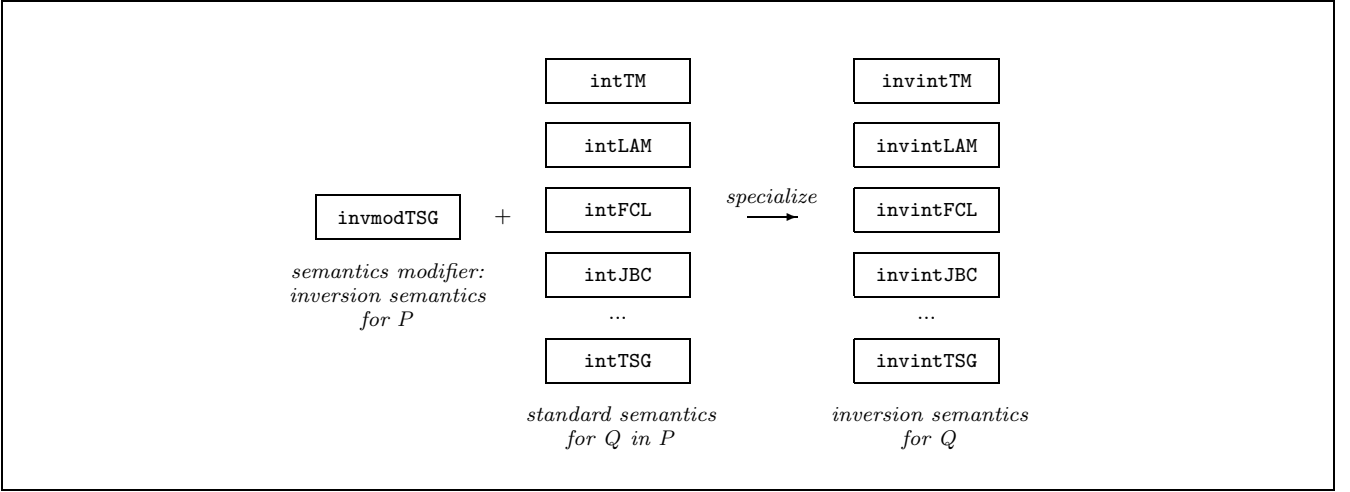 intTM
invintTM
intLAM
invintLAM
invmodTSG
+
intFCL
specialize
invintFCL
semantics modifier:
inversion semantics
for P
intJBC
invintJBC
...
...
intTSG
invintTSG
standard semantics
for Q in P
inversion semantics
for Q